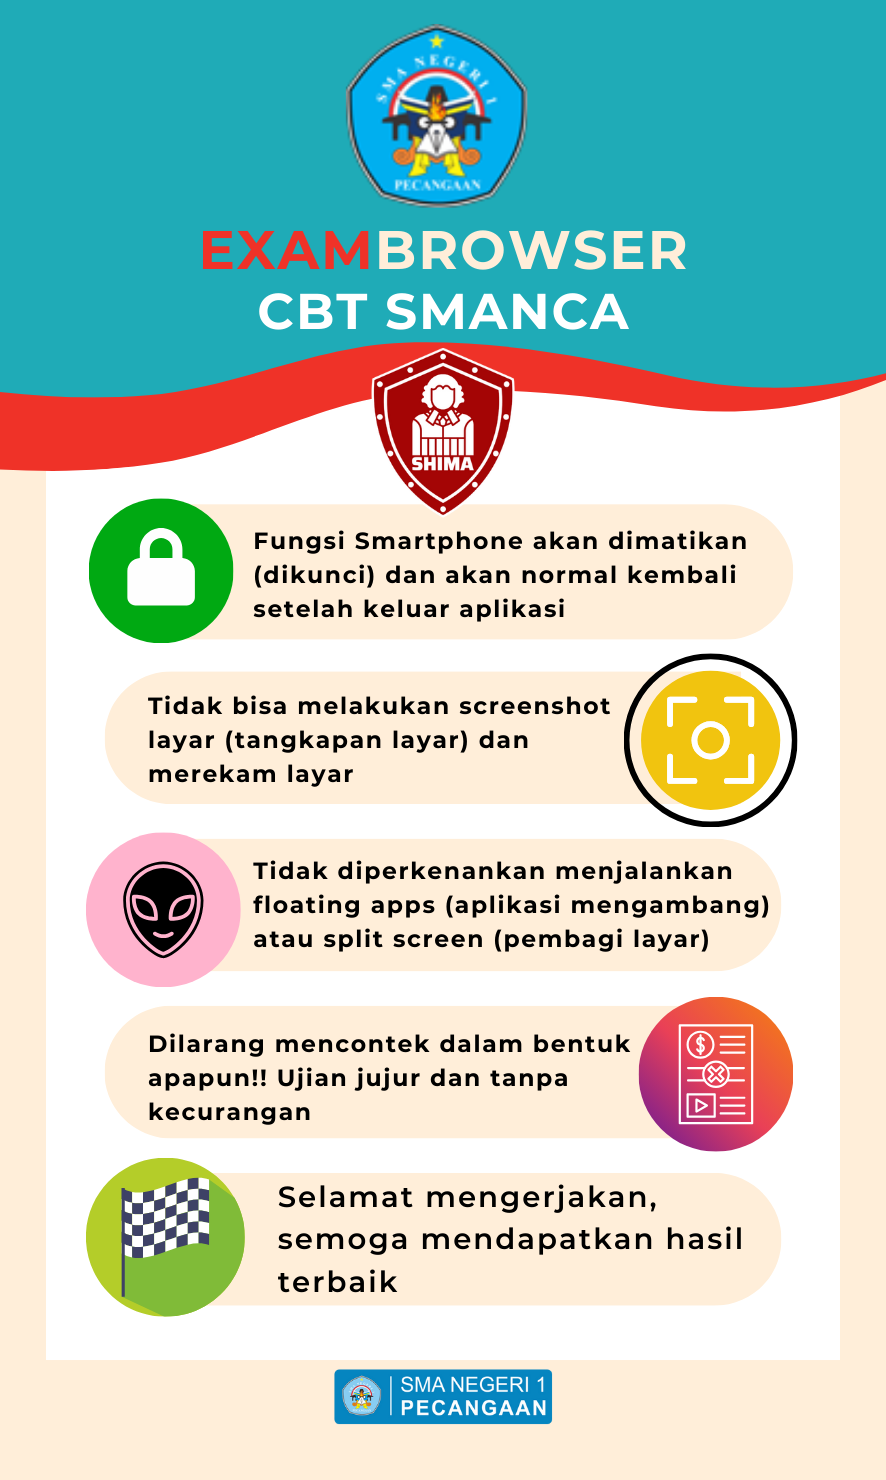 SMA NEGERI 1
PECANGAAN
EXAMBROWSER
CBT SMANCA
SHIMA
Fungsi Smartphone akan dimatikan
(dikunci) dan akan normal kembali
setelah keluar aplikasi
Tidak bisa melakukan screenshot
layar (tangkapan layar) dan
merekam layar
Tidak diperkenankan menjalankan
floating apps (aplikasi mengambang)
atau split screen (pembagi layar)
Dilarang mencontek dalam bentuk
apapun!! Ujian jujur dan tanpa
kecurangan
$
Selamat mengerjakan,
semoga mendapatkan hasil
terbaik
SMA NEGERI 1
PECANGAAN